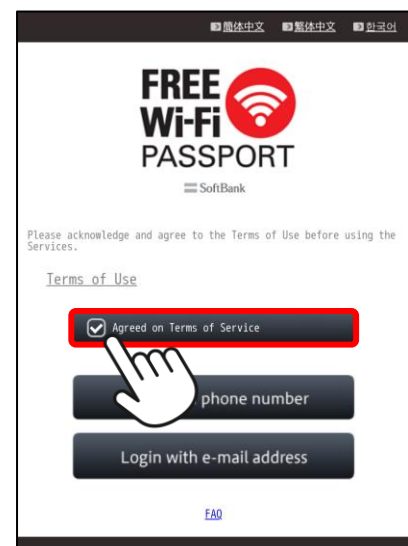 簡体中文 繁体中文 한국어
FREE
Wi-Fi
PASSPORT
SoftBank
Please acknowledge and agree to the Terms of Use before using the
Services.
Terms of Use
Agreed on Terms of Service
phone number
Login with e-mail address
FAQ